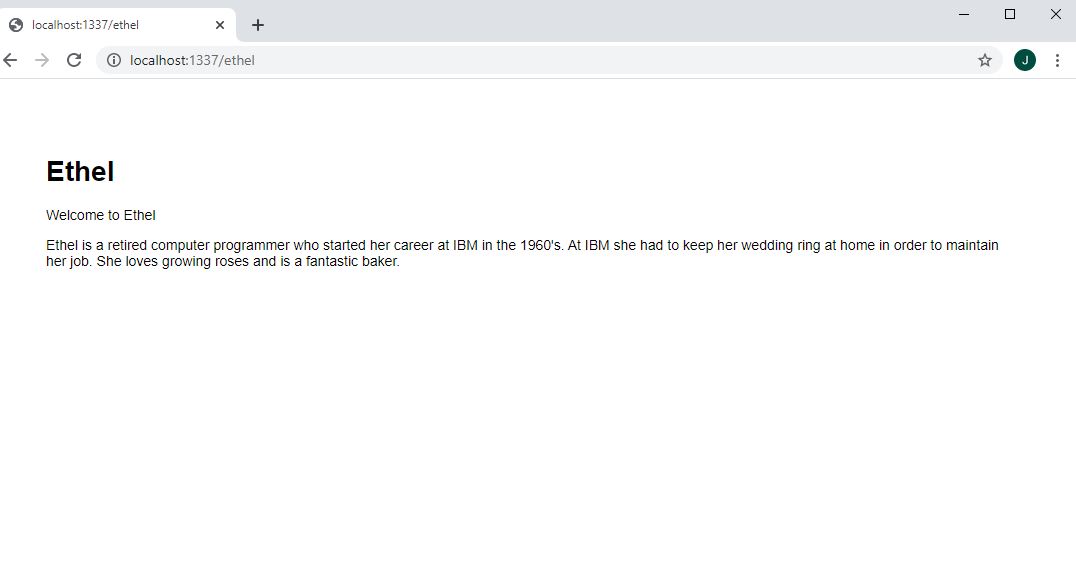 localhost:1337/ethel
localhost:1337/ethel
J
Ethel
Welcome to Ethel
Ethel is a retired computer programmer who started her career at IBM in the 1960's. At IBM she had to keep her wedding ring at home in order to maintain
her job. She loves growing roses and is a fantastic baker.